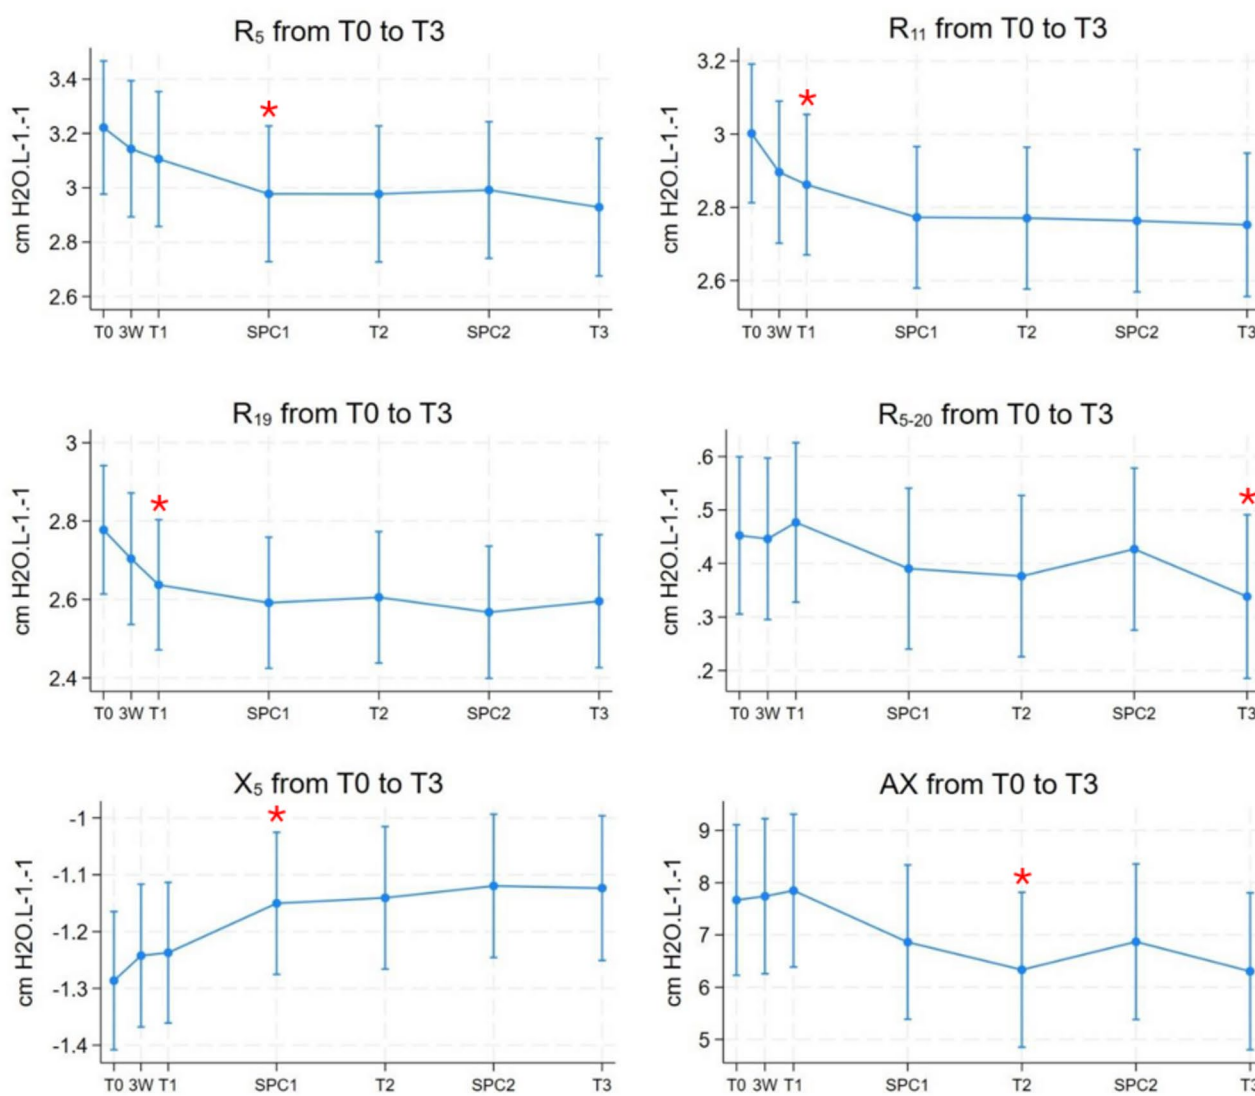 R₅ from T0 to T3
cm H2O.L-1.-1
3.4
3.2
3
2.8
2.6
T0 3W T1 SPC1 T2 SPC2 T3
R₁₁ from T0 to T3
cm H2O.L-1.-1
3.2
3
2.8
2.6
T0 3W T1 SPC1 T2 SPC2 T3
R₁₉ from T0 to T3
cm H2O.L-1.-1
3
2.8
2.6
2.4
T0 3W T1 SPC1 T2 SPC2 T3
R₅₋₂₀ from T0 to T3
cm H2O.L-1.-1
.6
.5
.4
.3
.2
T0 3W T1 SPC1 T2 SPC2 T3
X₅ from T0 to T3
cm H2O.L-1.-1
-1
-1.1
-1.2
-1.3
-1.4
T0 3W T1 SPC1 T2 SPC2 T3
AX from T0 to T3
cm H2O.L-1.-1
9
8
7
6
5
T0 3W T1 SPC1 T2 SPC2 T3